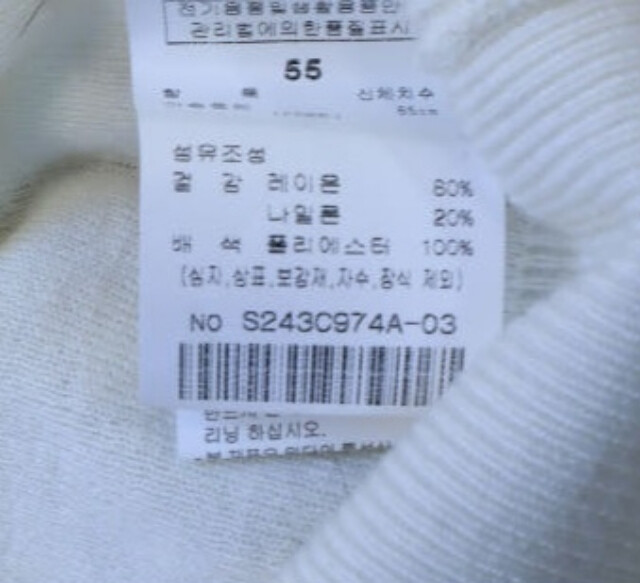 전기용품및생활용품안
관리법에의한품질표시
55
항 목 신체치수
55cm
섬유조성
겉 감 레이온 80%
나일론 20%
배 색 폴리에스터 100%
(심지,상표,보강재,자수,장식 제외)
NO S243C974A-03
리닝 하십시오.